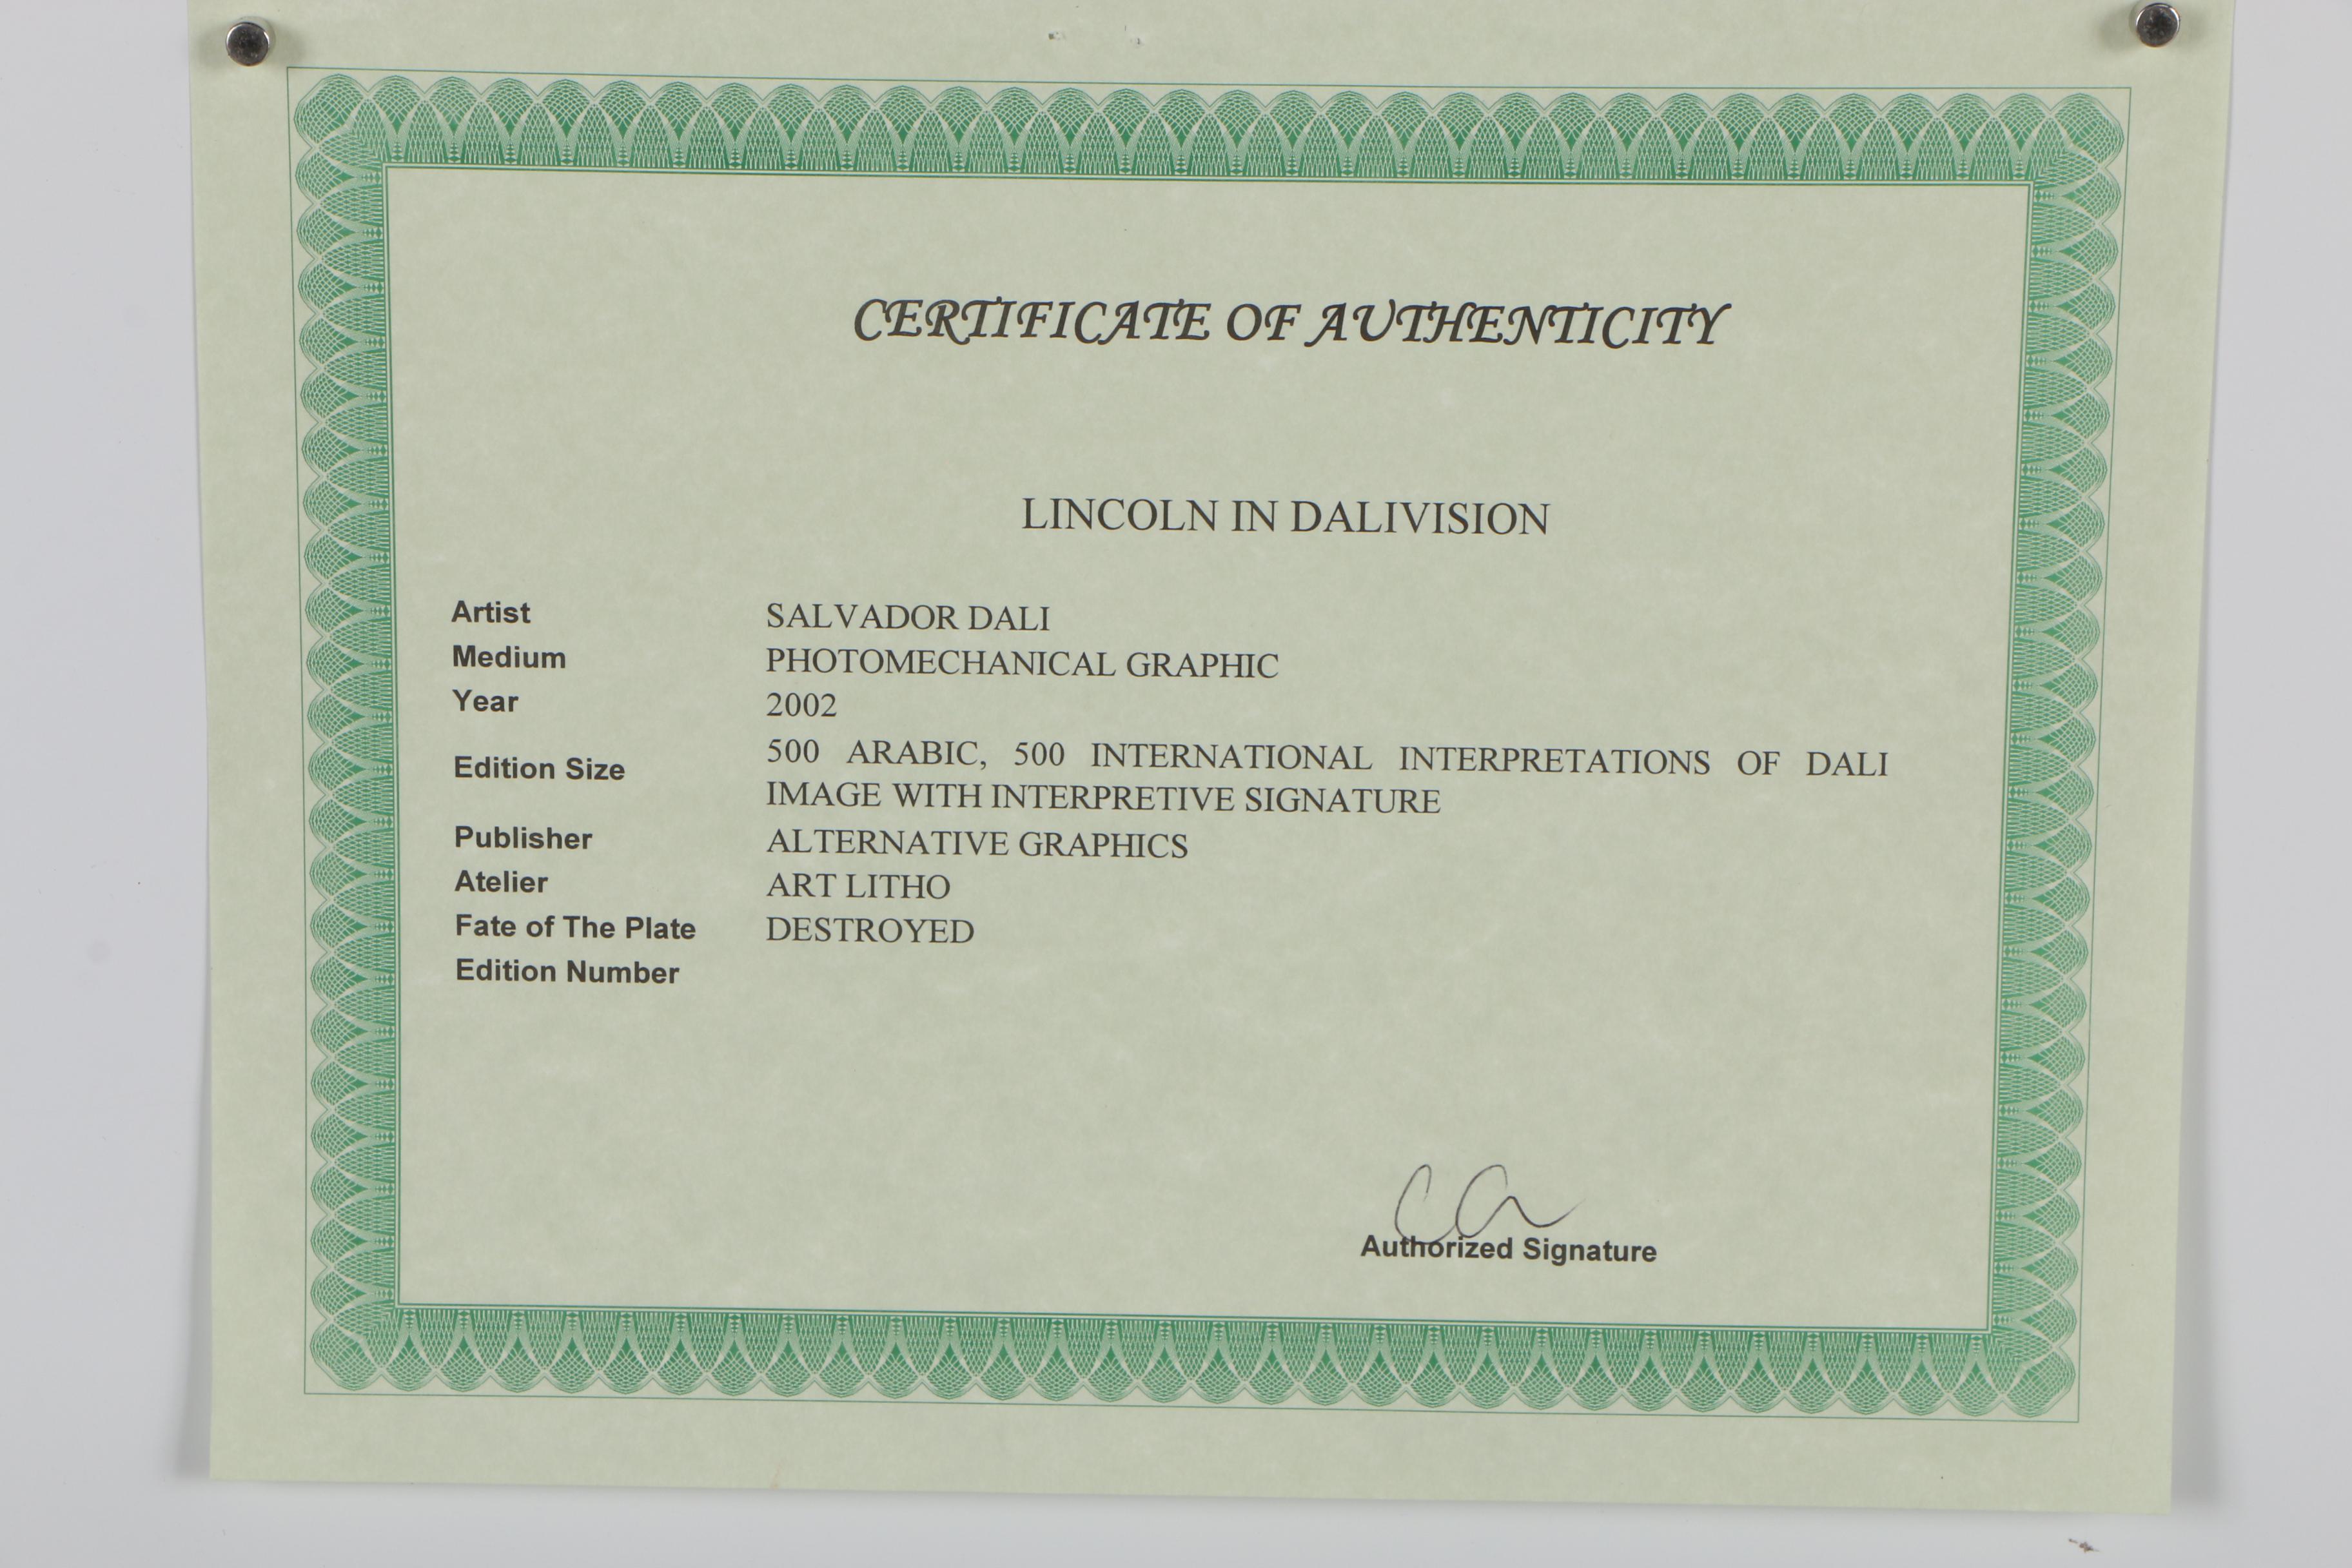 CERTIFICATE OF AUTHENTICITY
LINCOLN IN DALIVISION
Artist SALVADOR DALI
Medium PHOTOMECHANICAL GRAPHIC
Year 2002
Edition Size 500 ARABIC, 500 INTERNATIONAL INTERPRETATIONS OF DALI
IMAGE WITH INTERPRETIVE SIGNATURE
Publisher ALTERNATIVE GRAPHICS
Atelier ART LITHO
Fate of The Plate DESTROYED
Edition Number
Authorized Signature